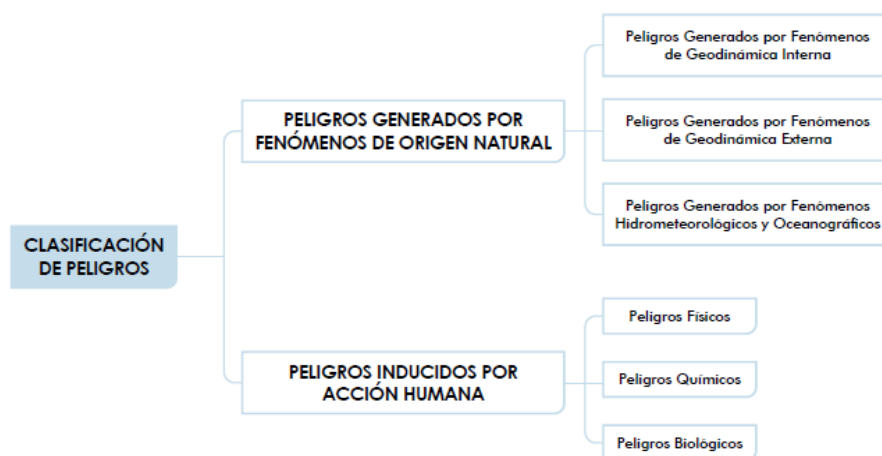 CLASIFICACIÓN
DE PELIGROS
PELIGROS GENERADOS POR
FENÓMENOS DE ORIGEN NATURAL
Peligros Generados por Fenómenos
de Geodinámica Interna
Peligros Generados por Fenómenos
de Geodinámica Externa
Peligros Generados por Fenómenos
Hidrometeorológicos y Oceanográficos
PELIGROS INDUCIDOS POR
ACCIÓN HUMANA
Peligros Físicos
Peligros Químicos
Peligros Biológicos